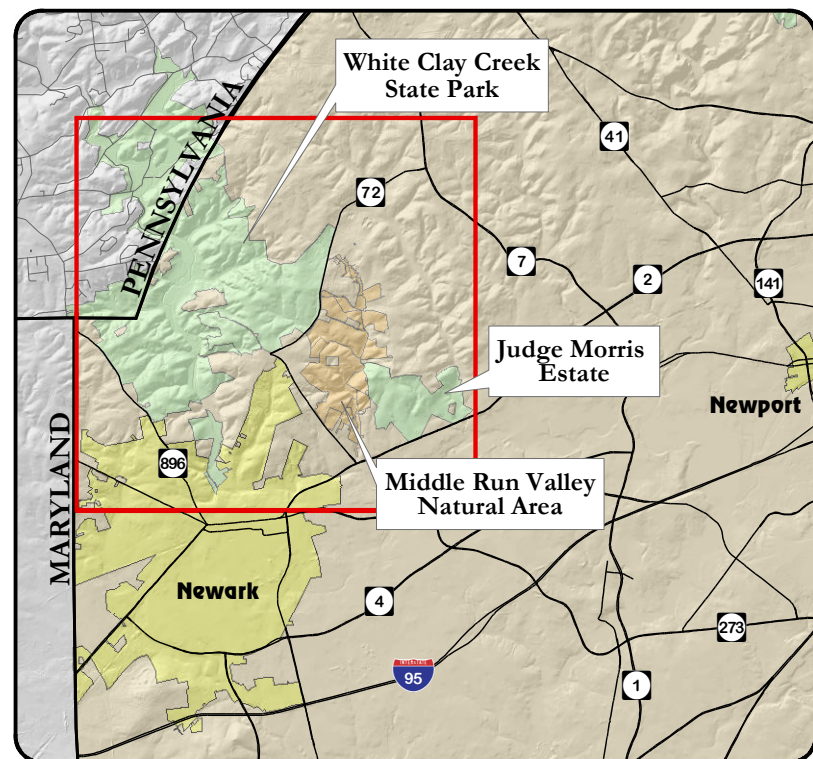 White Clay Creek
State Park
41
PENNSYLVANIA
72
7
2
141
Judge Morris
Estate
Newport
MARYLAND
896
Middle Run Valley
Natural Area
Newark
4
273
INTERSTATE
95
1